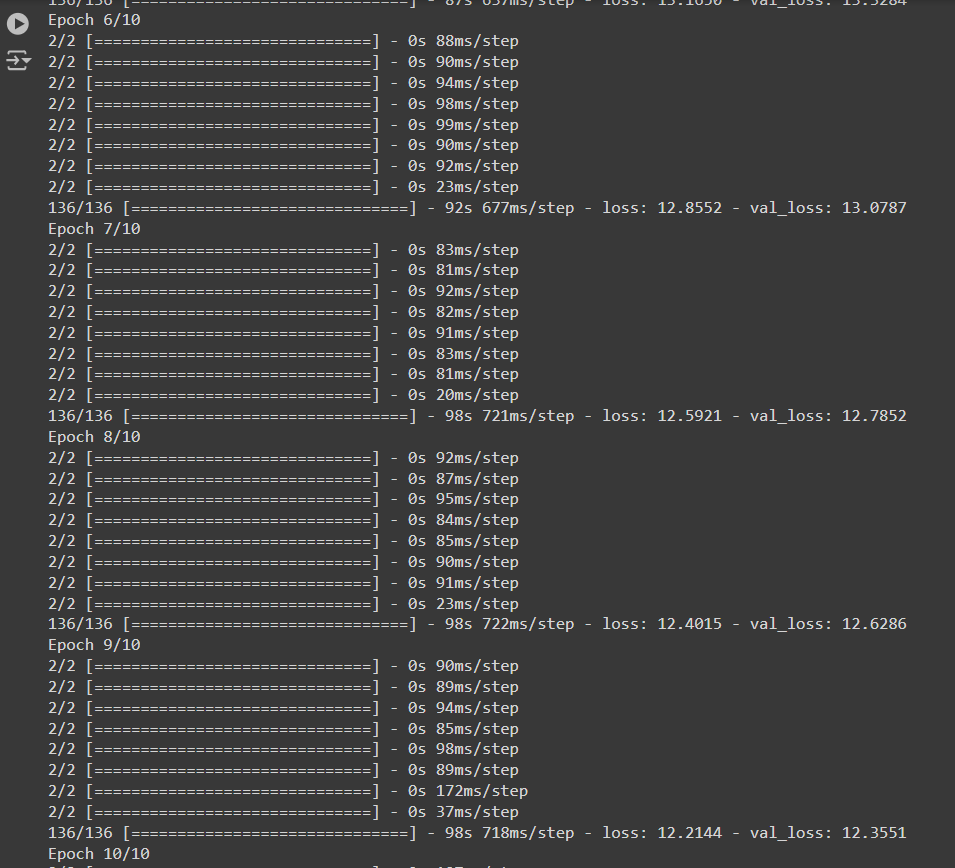 136/136 [==============================] - 87s 637ms/step - loss: 13.1650 - val_loss: 13.3284
Epoch 6/10
2/2 [==============================] - 0s 88ms/step
2/2 [==============================] - 0s 90ms/step
2/2 [==============================] - 0s 94ms/step
2/2 [==============================] - 0s 98ms/step
2/2 [==============================] - 0s 99ms/step
2/2 [==============================] - 0s 90ms/step
2/2 [==============================] - 0s 92ms/step
2/2 [==============================] - 0s 23ms/step
136/136 [==============================] - 92s 677ms/step - loss: 12.8552 - val_loss: 13.0787
Epoch 7/10
2/2 [==============================] - 0s 83ms/step
2/2 [==============================] - 0s 81ms/step
2/2 [==============================] - 0s 92ms/step
2/2 [==============================] - 0s 82ms/step
2/2 [==============================] - 0s 91ms/step
2/2 [==============================] - 0s 83ms/step
2/2 [==============================] - 0s 81ms/step
2/2 [==============================] - 0s 20ms/step
136/136 [==============================] - 98s 721ms/step - loss: 12.5921 - val_loss: 12.7852
Epoch 8/10
2/2 [==============================] - 0s 92ms/step
2/2 [==============================] - 0s 87ms/step
2/2 [==============================] - 0s 95ms/step
2/2 [==============================] - 0s 84ms/step
2/2 [==============================] - 0s 85ms/step
2/2 [==============================] - 0s 90ms/step
2/2 [==============================] - 0s 91ms/step
2/2 [==============================] - 0s 23ms/step
136/136 [==============================] - 98s 722ms/step - loss: 12.4015 - val_loss: 12.6286
Epoch 9/10
2/2 [==============================] - 0s 90ms/step
2/2 [==============================] - 0s 89ms/step
2/2 [==============================] - 0s 94ms/step
2/2 [==============================] - 0s 85ms/step
2/2 [==============================] - 0s 98ms/step
2/2 [==============================] - 0s 89ms/step
2/2 [==============================] - 0s 172ms/step
2/2 [==============================] - 0s 37ms/step
136/136 [==============================] - 98s 718ms/step - loss: 12.2144 - val_loss: 12.3551
Epoch 10/10